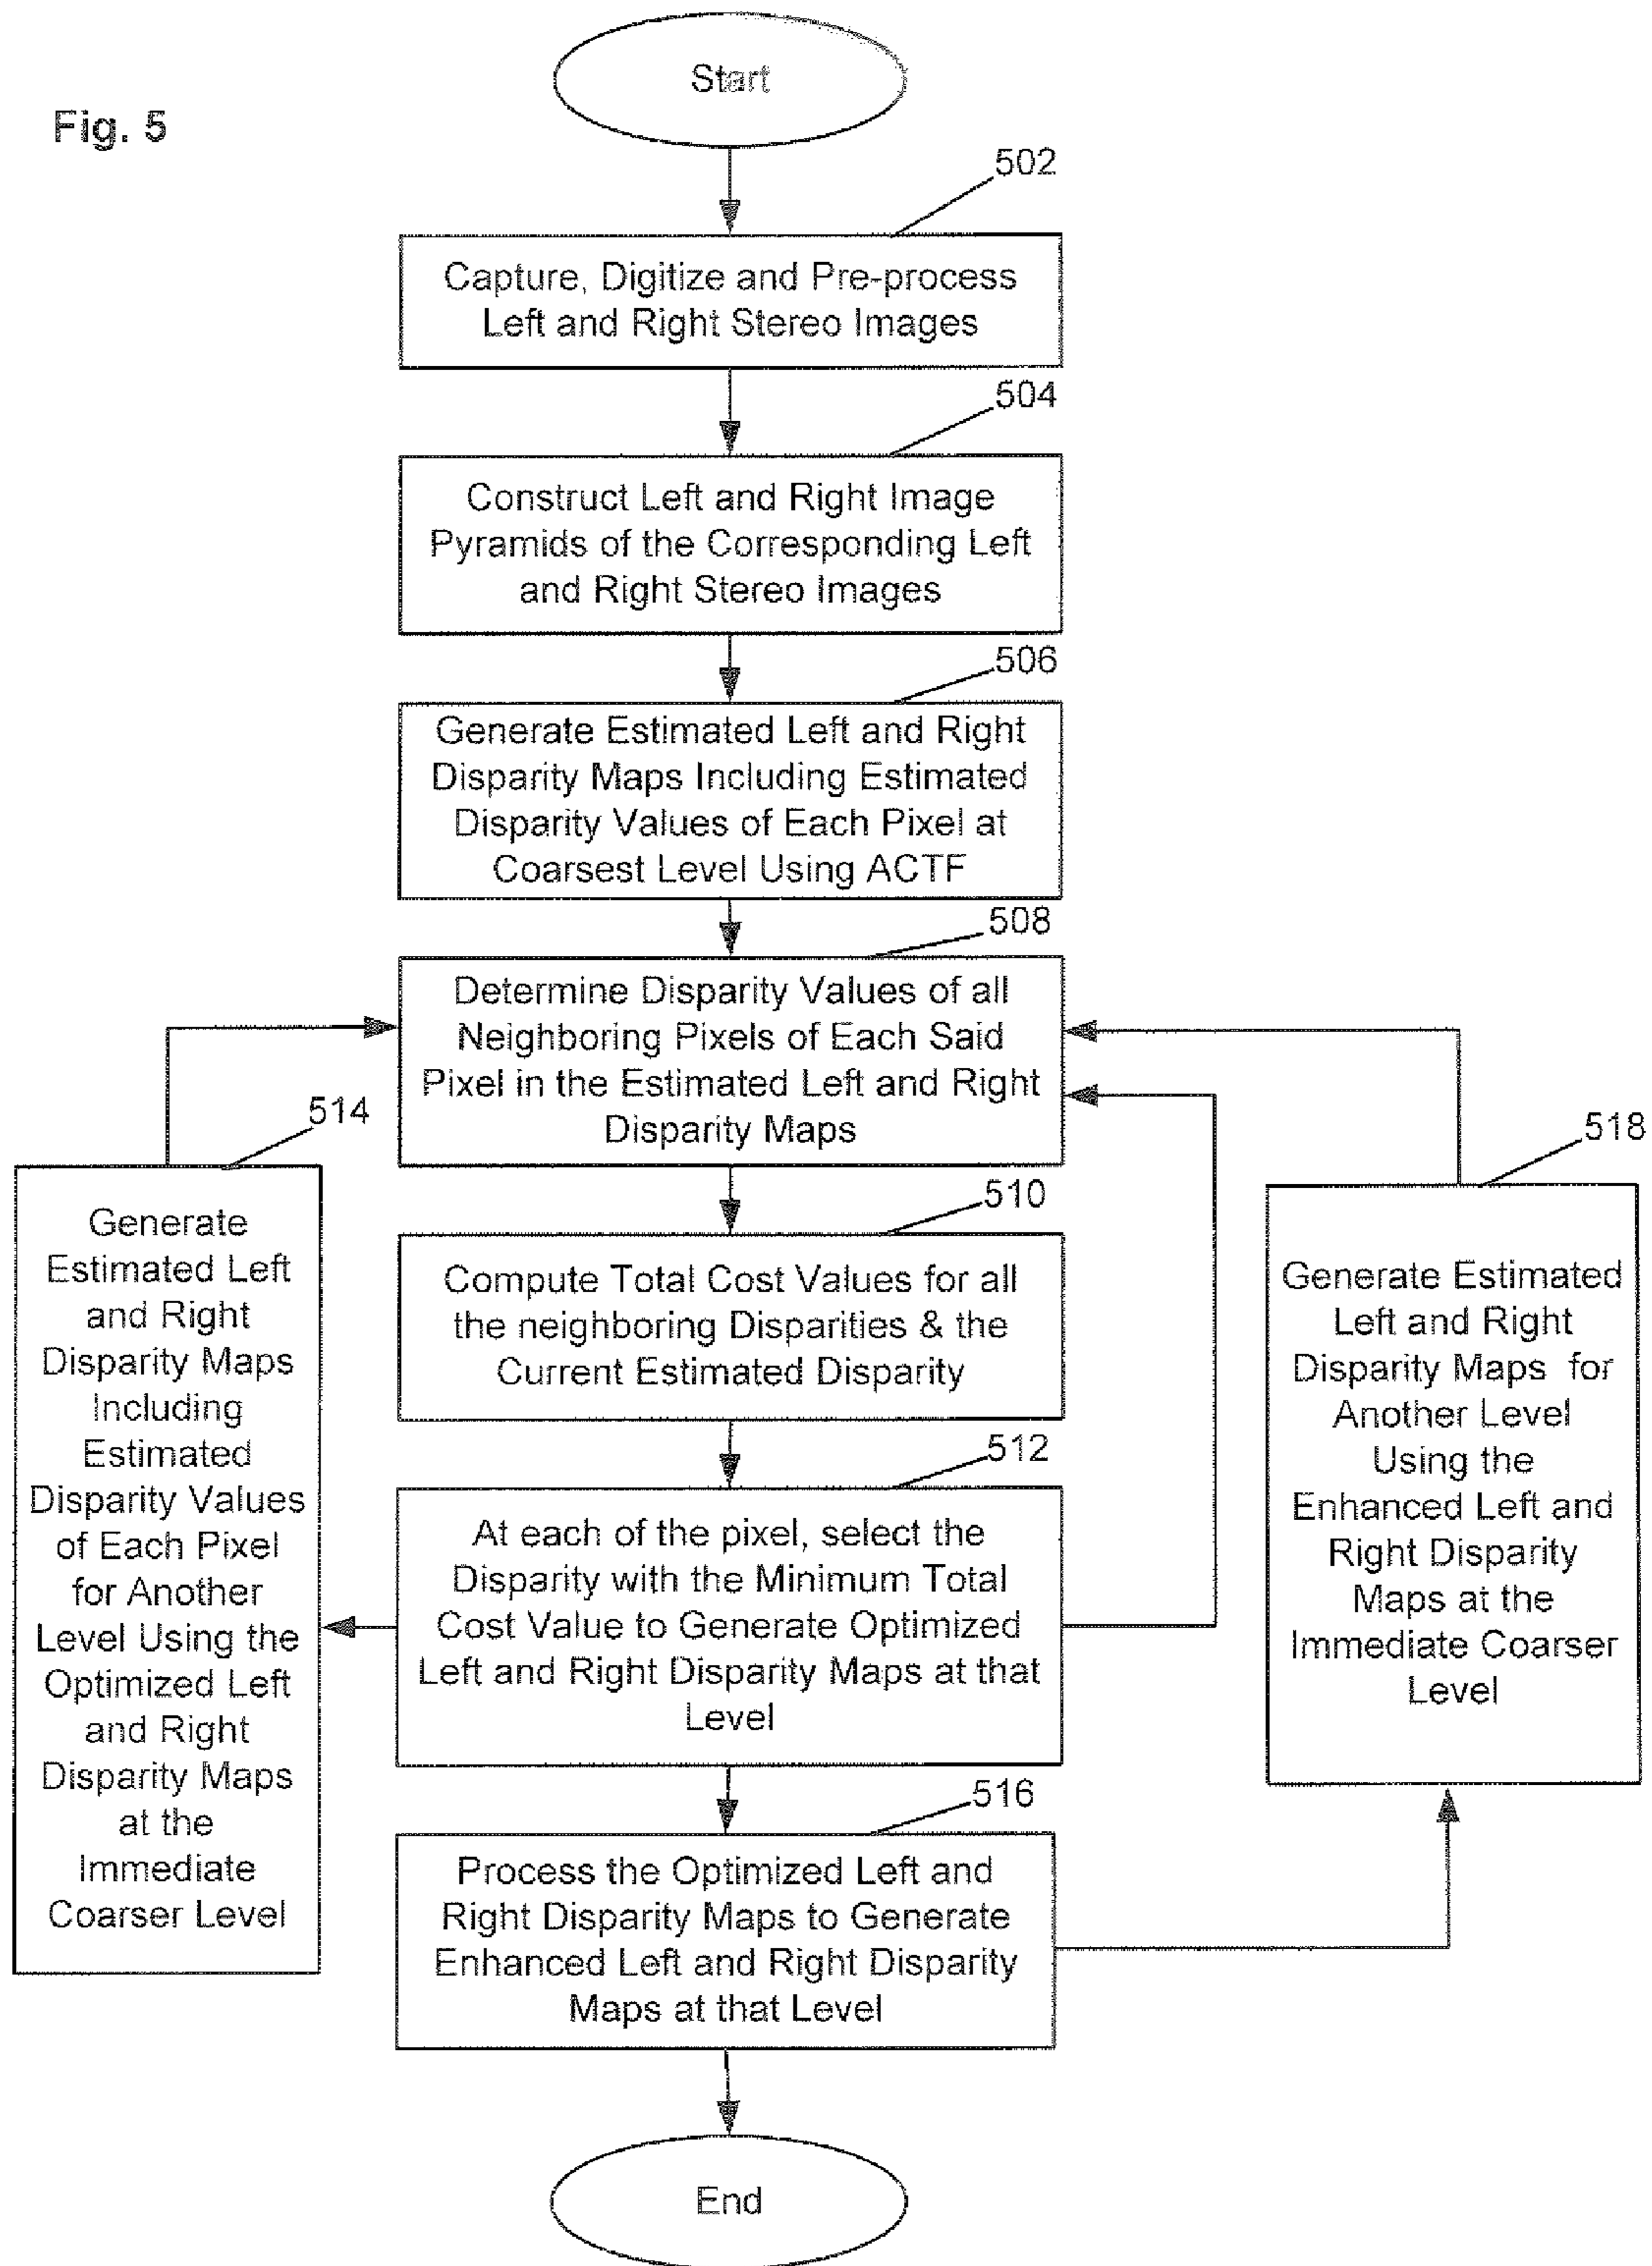 Start
Fig. 5
502
Capture, Digitize and Pre-process
Left and Right Stereo Images
504
Construct Left and Right Image
Pyramids of the Corresponding Left
and Right Stereo Images
506
Generate Estimated Left and Right
Disparity Maps Including Estimated
Disparity Values of Each Pixel at
Coarsest Level Using ACTF
508
Determine Disparity Values of all
Neighboring Pixels of Each Said
Pixel in the Estimated Left and Right
Disparity Maps
514
Generate
Estimated Left
and Right
Disparity Maps
Including
Estimated
Disparity Values
of Each Pixel
for Another
Level Using the
Optimized Left
and Right
Disparity Maps
at the
Immediate
Coarser Level
510
Compute Total Cost Values for all
the neighboring Disparities & the
Current Estimated Disparity
512
At each of the pixel, select the
Disparity with the Minimum Total
Cost Value to Generate Optimized
Left and Right Disparity Maps at that
Level
518
Generate Estimated
Left and Right
Disparity Maps for
Another Level
Using the
Enhanced Left and
Right Disparity
Maps at the
Immediate Coarser
Level
516
Process the Optimized Left and
Right Disparity Maps to Generate
Enhanced Left and Right Disparity
Maps at that Level
End